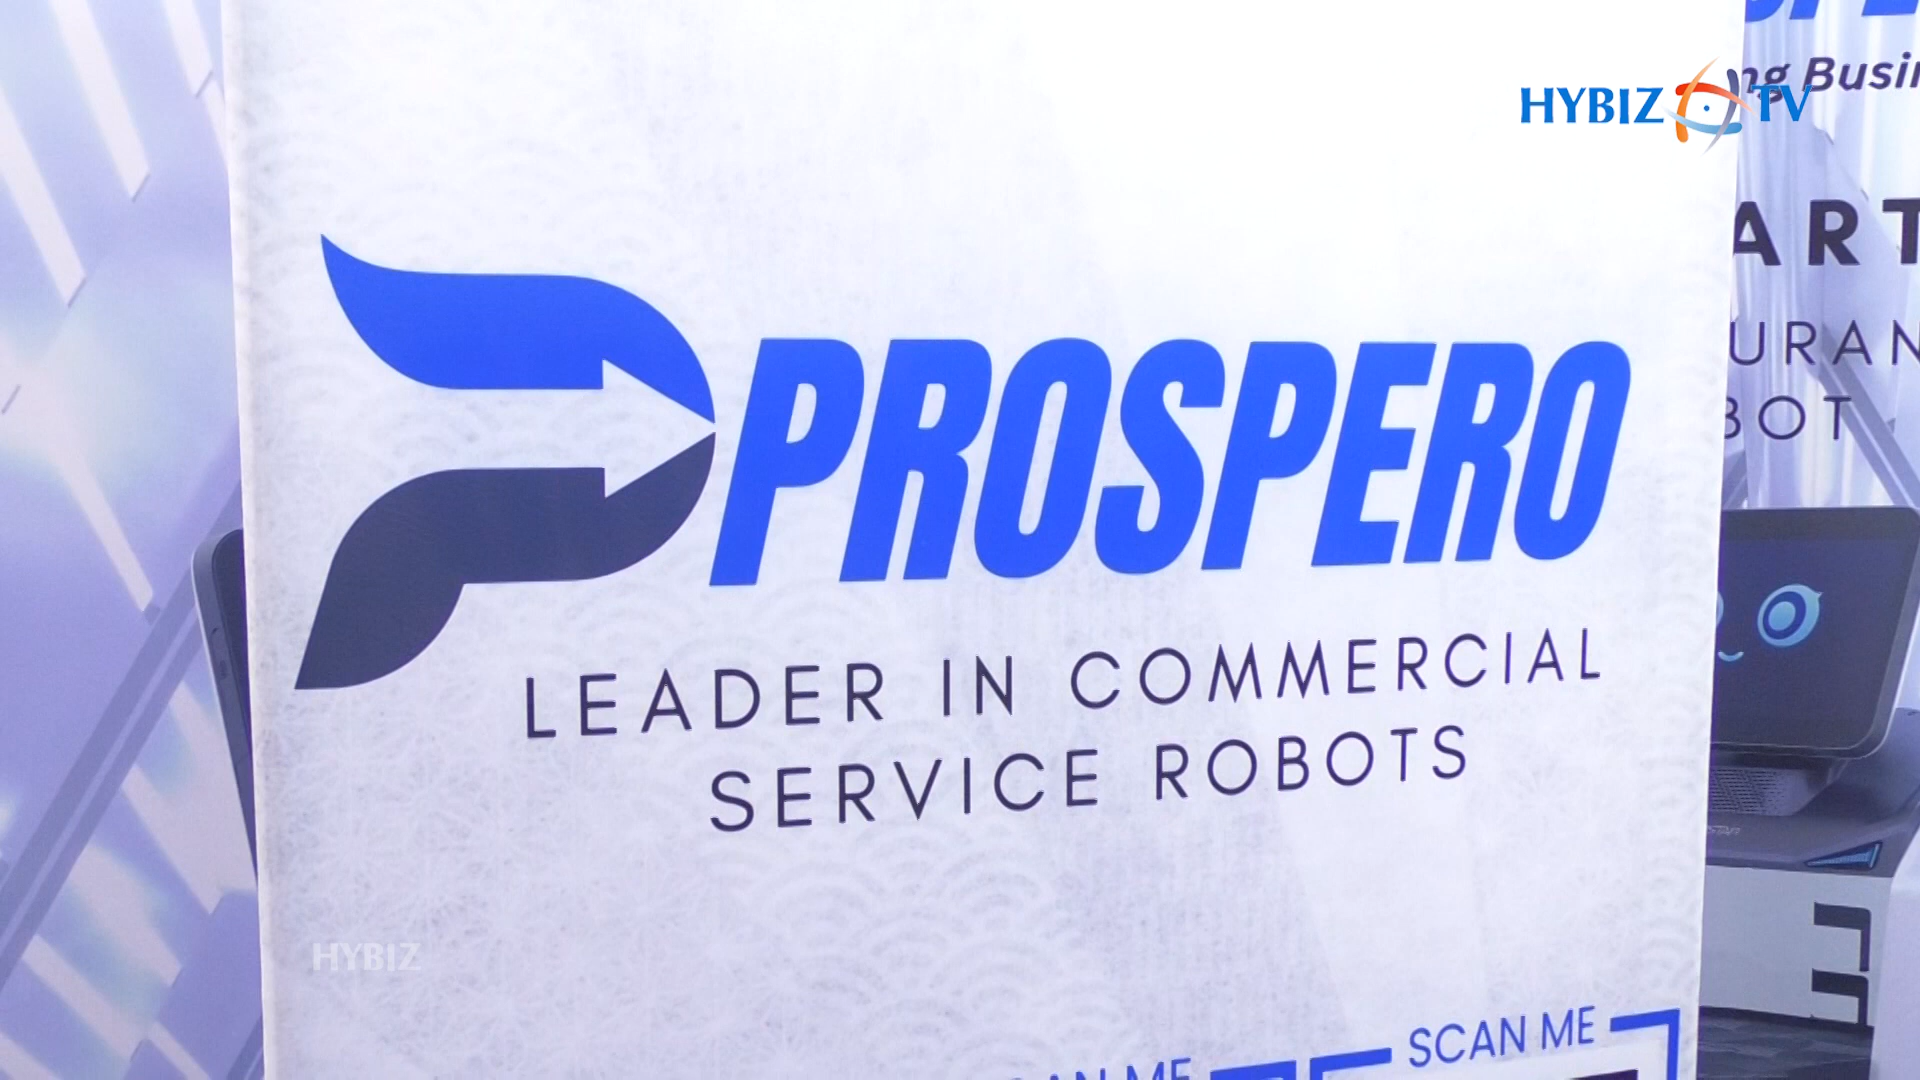 HYBIZ TV
PROSPERO
LEADER IN COMMERCIAL
SERVICE ROBOTS
HYBIZ
SCAN ME